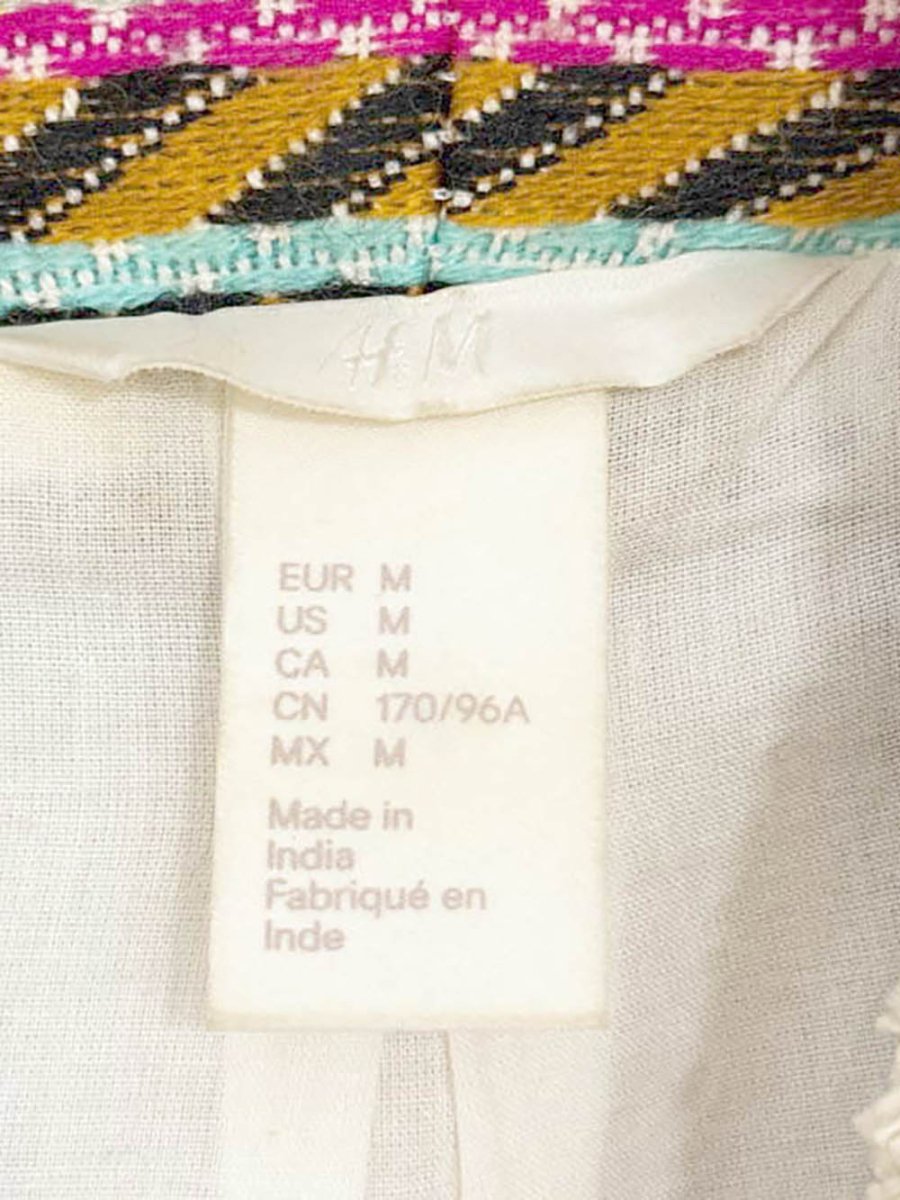 H&M
EUR M
US M
CA M
CN 170/96A
MX M
Made in
India
Fabriqué en
Inde